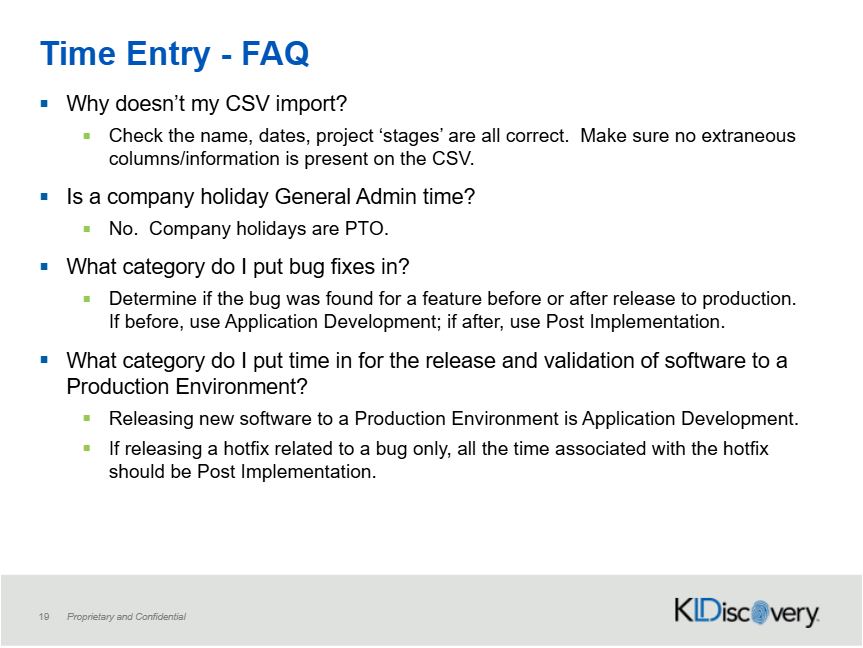 Time Entry - FAQ
Why doesn’t my CSV import?
Check the name, dates, project ‘stages’ are all correct.  Make sure no extraneous
columns/information is present on the CSV.
Is a company holiday General Admin time?
No.  Company holidays are PTO.
What category do I put bug fixes in?
Determine if the bug was found for a feature before or after release to production.
If before, use Application Development; if after, use Post Implementation.
What category do I put time in for the release and validation of software to a
Production Environment?
Releasing new software to a Production Environment is Application Development.
If releasing a hotfix related to a bug only, all the time associated with the hotfix
should be Post Implementation.
19 Proprietary and Confidential
KLDiscovery